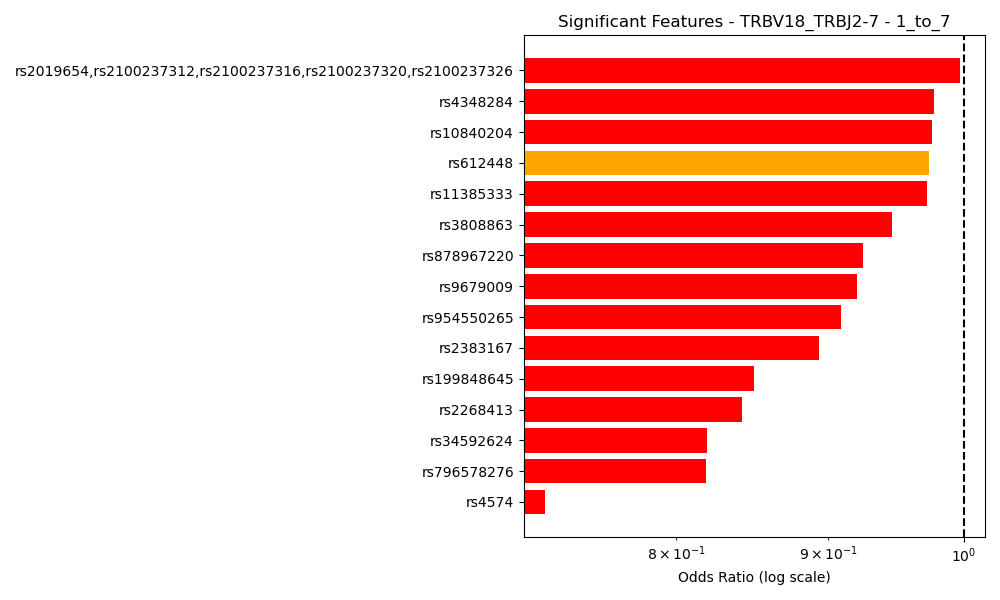 Significant Features - TRBV18_TRBJ2-7 - 1_to_7
rs2019654,rs2100237312,rs2100237316,rs2100237320,rs2100237326
rs4348284
rs10840204
rs612448
rs11385333
rs3808863
rs878967220
rs9679009
rs954550265
rs2383167
rs199848645
rs2268413
rs34592624
rs796578276
rs4574
8 × 10⁻¹ 9 × 10⁻¹ 10⁰
Odds Ratio (log scale)